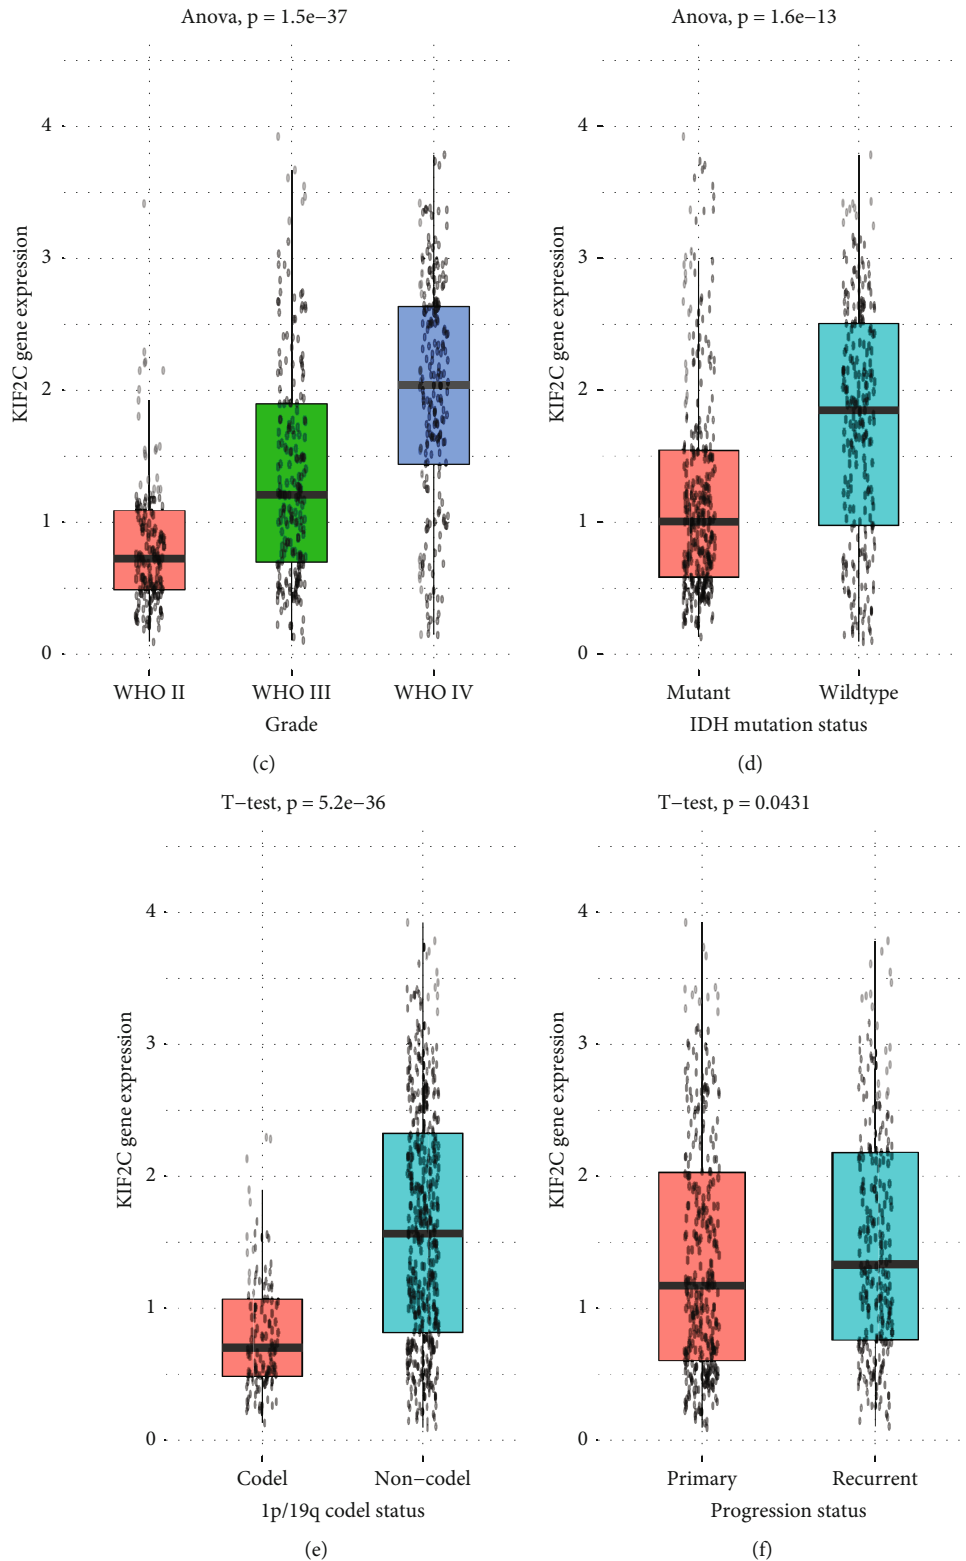 Anova, p = 1.5e−37
KIF2C gene expression
4
3
2
1
0
WHO II
WHO III
WHO IV
Grade
(c)
Anova, p = 1.6e−13
KIF2C gene expression
4
3
2
1
0
Mutant
Wildtype
IDH mutation status
(d)
T−test, p = 5.2e−36
KIF2C gene expression
4
3
2
1
0
Codel
Non−codel
1p/19q codel status
(e)
T−test, p = 0.0431
KIF2C gene expression
4
3
2
1
0
Primary
Recurrent
Progression status
(f)